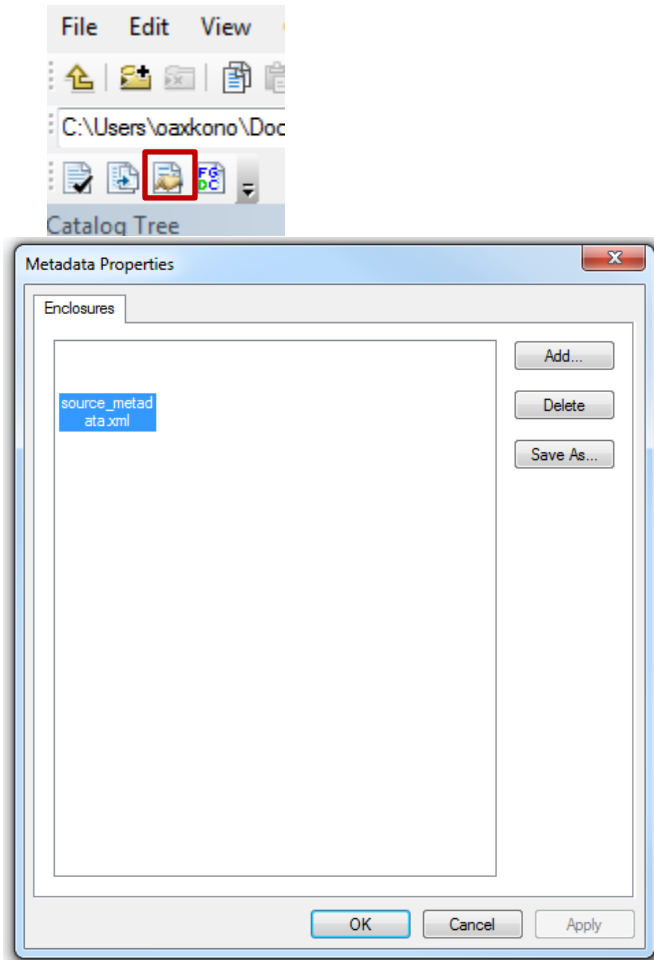 File Edit View
C:\Users\oaxkono\Doc
FG
DC
Catalog Tree
Metadata Properties
Enclosures
source_metad
ata.xml
Add...
Delete
Save As...
OK Cancel Apply